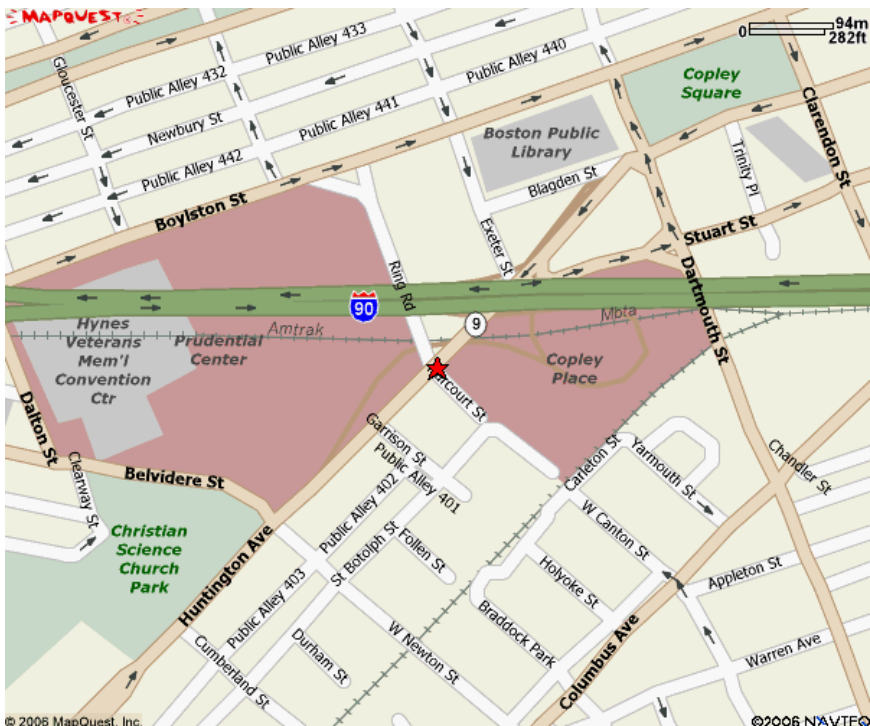 MAPQUEST
94m
282ft
Gloucester St
Public Alley 433
Public Alley 432
Public Alley 440
Newbury St
Public Alley 441
Public Alley 442
Copley
Square
Clarendon St
Boston Public
Library
Trinity Pl
Blagden St
Boylston St
Exeter St
Stuart St
Ring Rd
Dartmouth St
90
9
Hynes
Veterans
Mem'l
Convention
Ctr
Amtrak
Prudential
Center
Mbta
Copley
Place
Dalton St
Harcourt St
Garrison St
Public Alley 401
Public Alley 402
Belvidere St
Clearway St
Carleton St
Yarmouth St
Chandler St
Christian
Science
Church
Park
Huntington Ave
W Canton St
Follen St
St Botolph St
Public Alley 403
Holyoke St
Appleton St
Braddock Park
Durham St
Cumberland St
W Newton St
Columbus Ave
Warren Ave
© 2006 MapQuest, Inc.
©2006 NAVTEQ